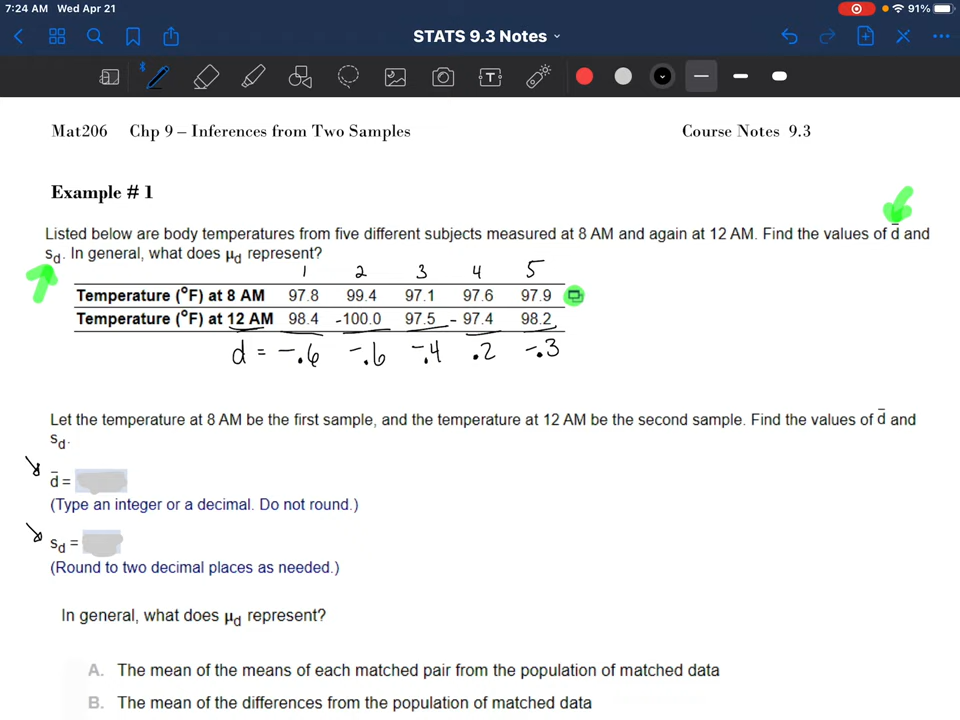 7:24 AM Wed Apr 21 91%
STATS 9.3 Notes
Mat206 Chp 9 – Inferences from Two Samples Course Notes 9.3
Example # 1
Listed below are body temperatures from five different subjects measured at 8 AM and again at 12 AM. Find the values of d̄ and
sd. In general, what does μd represent?
1 2 3 4 5
Temperature (°F) at 8 AM 97.8 99.4 97.1 97.6 97.9
Temperature (°F) at 12 AM 98.4 -100.0 97.5 - 97.4 98.2
d = -.6 -.6 -.4 .2 -.3
Let the temperature at 8 AM be the first sample, and the temperature at 12 AM be the second sample. Find the values of d̄ and
sd.
d̄ =
(Type an integer or a decimal. Do not round.)
sd =
(Round to two decimal places as needed.)
In general, what does μd represent?
A. The mean of the means of each matched pair from the population of matched data
B. The mean of the differences from the population of matched data